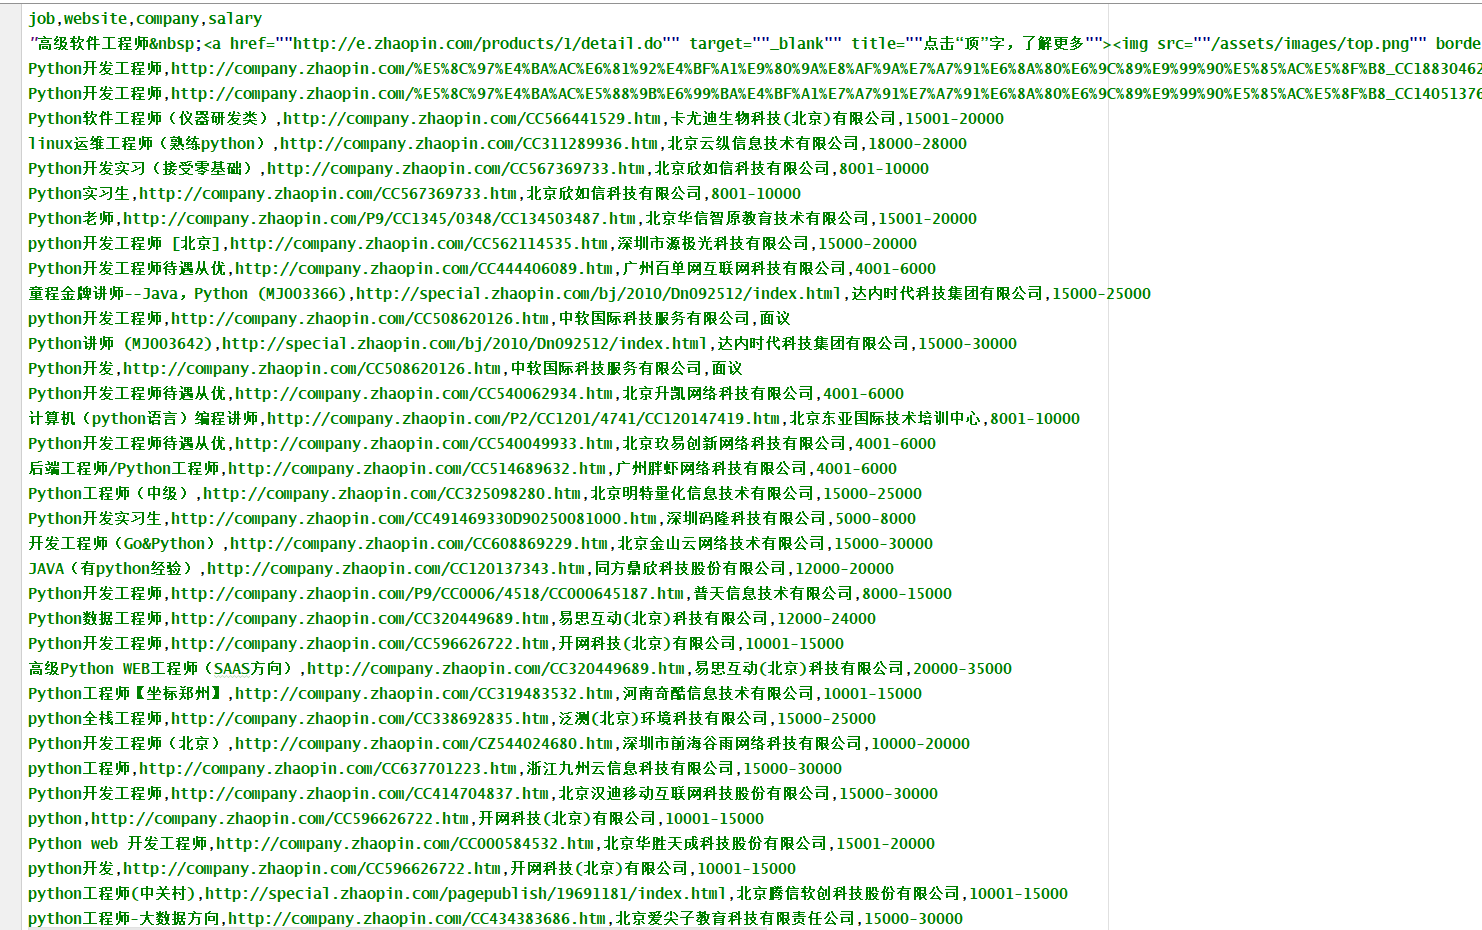 job,website,company,salary
"高级软件工程师&nbsp;<a href=""http://e.zhaopin.com/products/1/detail.do"" target=""_blank"" title=""点击“顶”字，了解更多""><img src=""/assets/images/top.png"" borde
Python开发工程师,http://company.zhaopin.com/%E5%8C%97%E4%BA%AC%E6%81%92%E4%BF%A1%E9%80%9A%E8%AF%9A%E7%A7%91%E6%8A%80%E6%9C%89%E9%99%90%E5%85%AC%E5%8F%B8_CC18830462
Python开发工程师,http://company.zhaopin.com/%E5%8C%97%E4%BA%AC%E5%88%9B%E6%99%BA%E4%BF%A1%E7%A7%91%E7%A7%91%E6%8A%80%E6%9C%89%E9%99%90%E5%85%AC%E5%8F%B8_CC14051376
Python软件工程师（仪器研发类）,http://company.zhaopin.com/CC566441529.htm,卡尤迪生物科技(北京)有限公司,15001-20000
linux运维工程师（熟练python）,http://company.zhaopin.com/CC311289936.htm,北京云纵信息技术有限公司,18000-28000
Python开发实习（接受零基础）,http://company.zhaopin.com/CC567369733.htm,北京欣如信科技有限公司,8001-10000
Python实习生,http://company.zhaopin.com/CC567369733.htm,北京欣如信科技有限公司,8001-10000
Python老师,http://company.zhaopin.com/P9/CC1345/0348/CC134503487.htm,北京华信智原教育技术有限公司,15001-20000
python开发工程师 [北京],http://company.zhaopin.com/CC562114535.htm,深圳市源极光科技有限公司,15000-20000
Python开发工程师待遇从优,http://company.zhaopin.com/CC444406089.htm,广州百单网互联网科技有限公司,4001-6000
童程金牌讲师--Java，Python (MJ003366),http://special.zhaopin.com/bj/2010/Dn092512/index.html,达内时代科技集团有限公司,15000-25000
python开发工程师,http://company.zhaopin.com/CC508620126.htm,中软国际科技服务有限公司,面议
Python讲师 (MJ003642),http://special.zhaopin.com/bj/2010/Dn092512/index.html,达内时代科技集团有限公司,15000-30000
Python开发,http://company.zhaopin.com/CC508620126.htm,中软国际科技服务有限公司,面议
Python开发工程师待遇从优,http://company.zhaopin.com/CC540062934.htm,北京升凯网络科技有限公司,4001-6000
计算机（python语言）编程讲师,http://company.zhaopin.com/P2/CC1201/4741/CC120147419.htm,北京东亚国际技术培训中心,8001-10000
Python开发工程师待遇从优,http://company.zhaopin.com/CC540049933.htm,北京玖易创新网络科技有限公司,4001-6000
后端工程师/Python工程师,http://company.zhaopin.com/CC514689632.htm,广州胖虾网络科技有限公司,4001-6000
Python工程师（中级）,http://company.zhaopin.com/CC325098280.htm,北京明特量化信息技术有限公司,15000-25000
Python开发实习生,http://company.zhaopin.com/CC491469330D90250081000.htm,深圳码隆科技有限公司,5000-8000
开发工程师（Go&Python）,http://company.zhaopin.com/CC608869229.htm,北京金山云网络技术有限公司,15000-30000
JAVA（有python经验）,http://company.zhaopin.com/CC120137343.htm,同方鼎欣科技股份有限公司,12000-20000
Python开发工程师,http://company.zhaopin.com/P9/CC0006/4518/CC000645187.htm,普天信息技术有限公司,8000-15000
Python数据工程师,http://company.zhaopin.com/CC320449689.htm,易思互动(北京)科技有限公司,12000-24000
Python开发工程师,http://company.zhaopin.com/CC596626722.htm,开网科技(北京)有限公司,10001-15000
高级Python WEB工程师（SAAS方向）,http://company.zhaopin.com/CC320449689.htm,易思互动(北京)科技有限公司,20000-35000
Python工程师【坐标郑州】,http://company.zhaopin.com/CC319483532.htm,河南奇酷信息技术有限公司,10001-15000
python全栈工程师,http://company.zhaopin.com/CC338692835.htm,泛测(北京)环境科技有限公司,15000-25000
Python开发工程师（北京）,http://company.zhaopin.com/CZ544024680.htm,深圳市前海谷雨网络科技有限公司,10000-20000
python工程师,http://company.zhaopin.com/CC637701223.htm,浙江九州云信息科技有限公司,15000-30000
Python开发工程师,http://company.zhaopin.com/CC414704837.htm,北京汉迪移动互联网科技股份有限公司,15000-30000
python,http://company.zhaopin.com/CC596626722.htm,开网科技(北京)有限公司,10001-15000
Python web 开发工程师,http://company.zhaopin.com/CC000584532.htm,北京华胜天成科技股份有限公司,15001-20000
python开发,http://company.zhaopin.com/CC596626722.htm,开网科技(北京)有限公司,10001-15000
python工程师(中关村),http://special.zhaopin.com/pagepublish/19691181/index.html,北京腾信软创科技股份有限公司,10001-15000
python工程师-大数据方向,http://company.zhaopin.com/CC434383686.htm,北京爱尖子教育科技有限责任公司,15000-30000